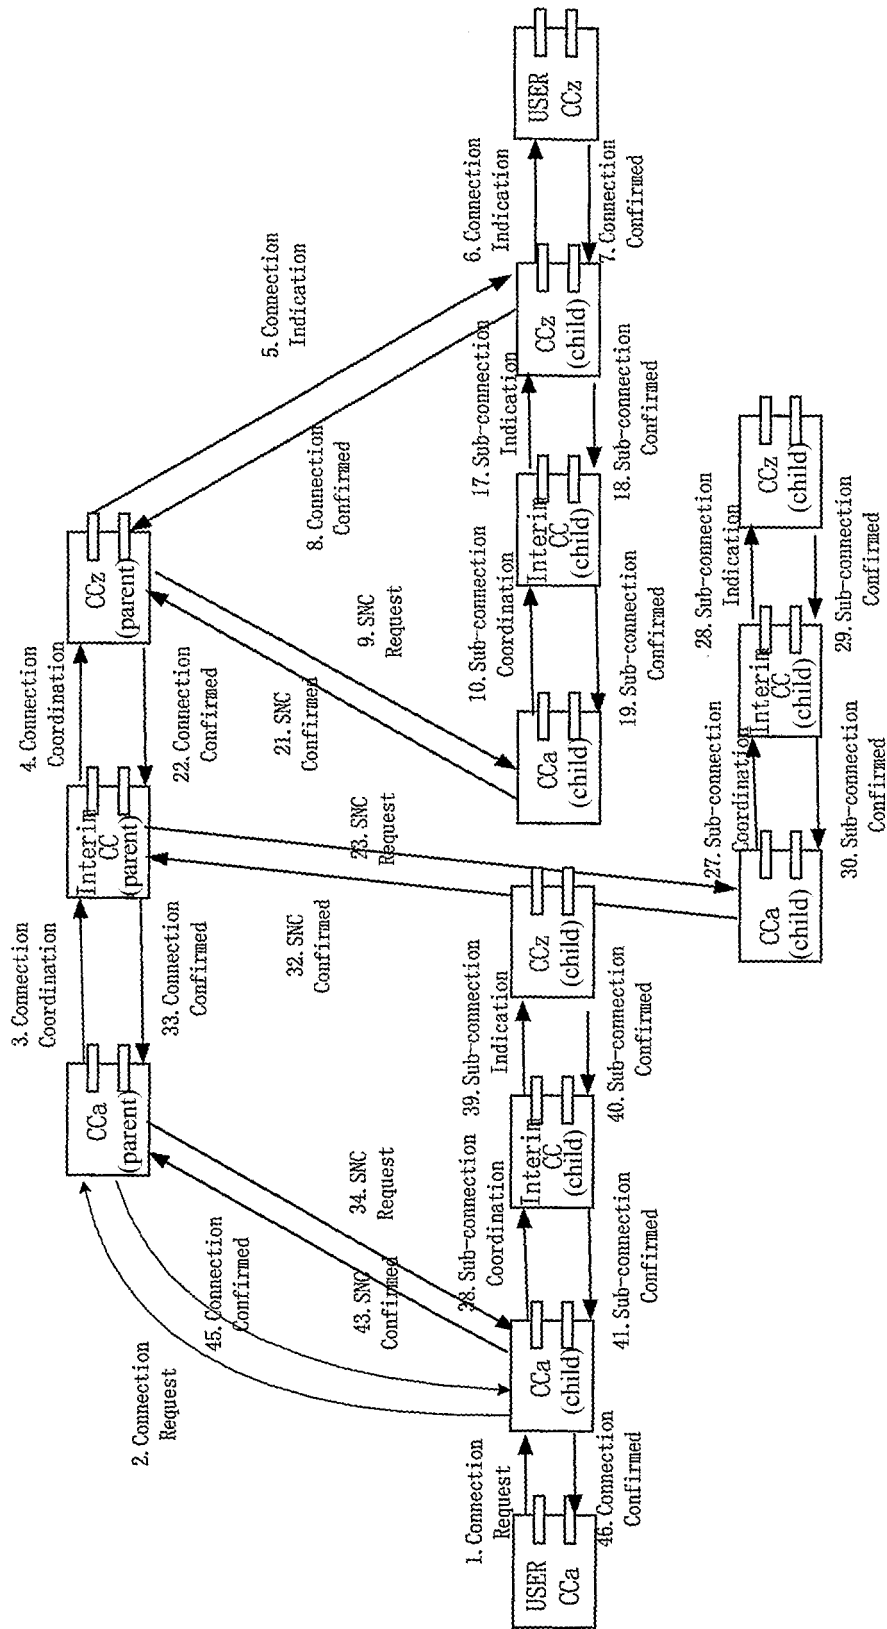 3. Connection
Coordination
4. Connection
Coordination
CCa
(parent)
Interim
CC
(parent)
CCz
(parent)
33. Connection
Confirmed
22. Connection
Confirmed
2. Connection
Request
45. Connection
Confirmed
34. SNC
Request
43. SNC
Confirmed
32. SNC
Confirmed
23. SNC
Request
21. SNC
Confirmed
9. SNC
Request
8. Connection
Confirmed
5. Connection
Indication
1. Connection
Request
38. Sub-connection
Coordination
39. Sub-connection
Indication
10. Sub-connection
Coordination
17. Sub-connection
Indication
6. Connection
Indication
USER
CCa
CCa
(child)
Interim
CC
(child)
CCz
(child)
CCa
(child)
Interim
CC
(child)
CCz
(child)
USER
CCz
46. Connection
Confirmed
41. Sub-connection
Confirmed
40. Sub-connection
Confirmed
19. Sub-connection
Confirmed
18. Sub-connection
Confirmed
7. Connection
Confirmed
27. Sub-connection
Coordination
28. Sub-connection
Indication
CCa
(child)
Interim
CC
(child)
CCz
(child)
30. Sub-connection
Confirmed
29. Sub-connection
Confirmed